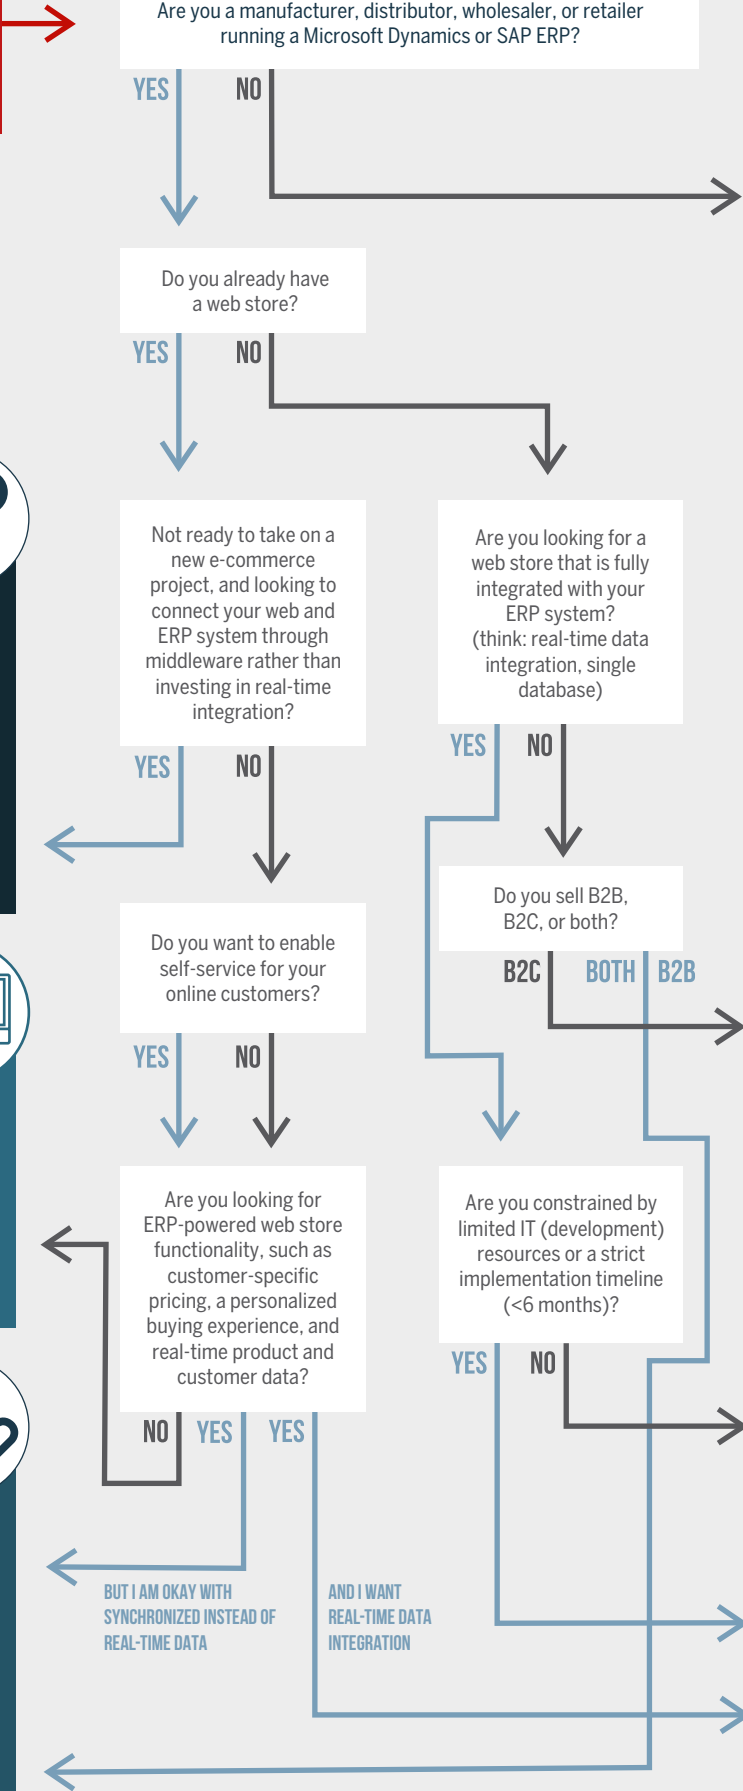 Are you a manufacturer, distributor, wholesaler, or retailer
running a Microsoft Dynamics or SAP ERP?
YES
NO
Do you already have
a web store?
YES
NO
Not ready to take on a
new e-commerce
project, and looking to
connect your web and
ERP system through
middleware rather than
investing in real-time
integration?
Are you looking for a
web store that is fully
integrated with your
ERP system?
(think: real-time data
integration, single
database)
YES
NO
YES
NO
Do you sell B2B,
B2C, or both?
B2C
BOTH
B2B
Do you want to enable
self-service for your
online customers?
YES
NO
Are you looking for
ERP-powered web store
functionality, such as
customer-specific
pricing, a personalized
buying experience, and
real-time product and
customer data?
Are you constrained by
limited IT (development)
resources or a strict
implementation timeline
(<6 months)?
YES
NO
NO
YES
YES
BUT I AM OKAY WITH
SYNCHRONIZED INSTEAD OF
REAL-TIME DATA
AND I WANT
REAL-TIME DATA
INTEGRATION